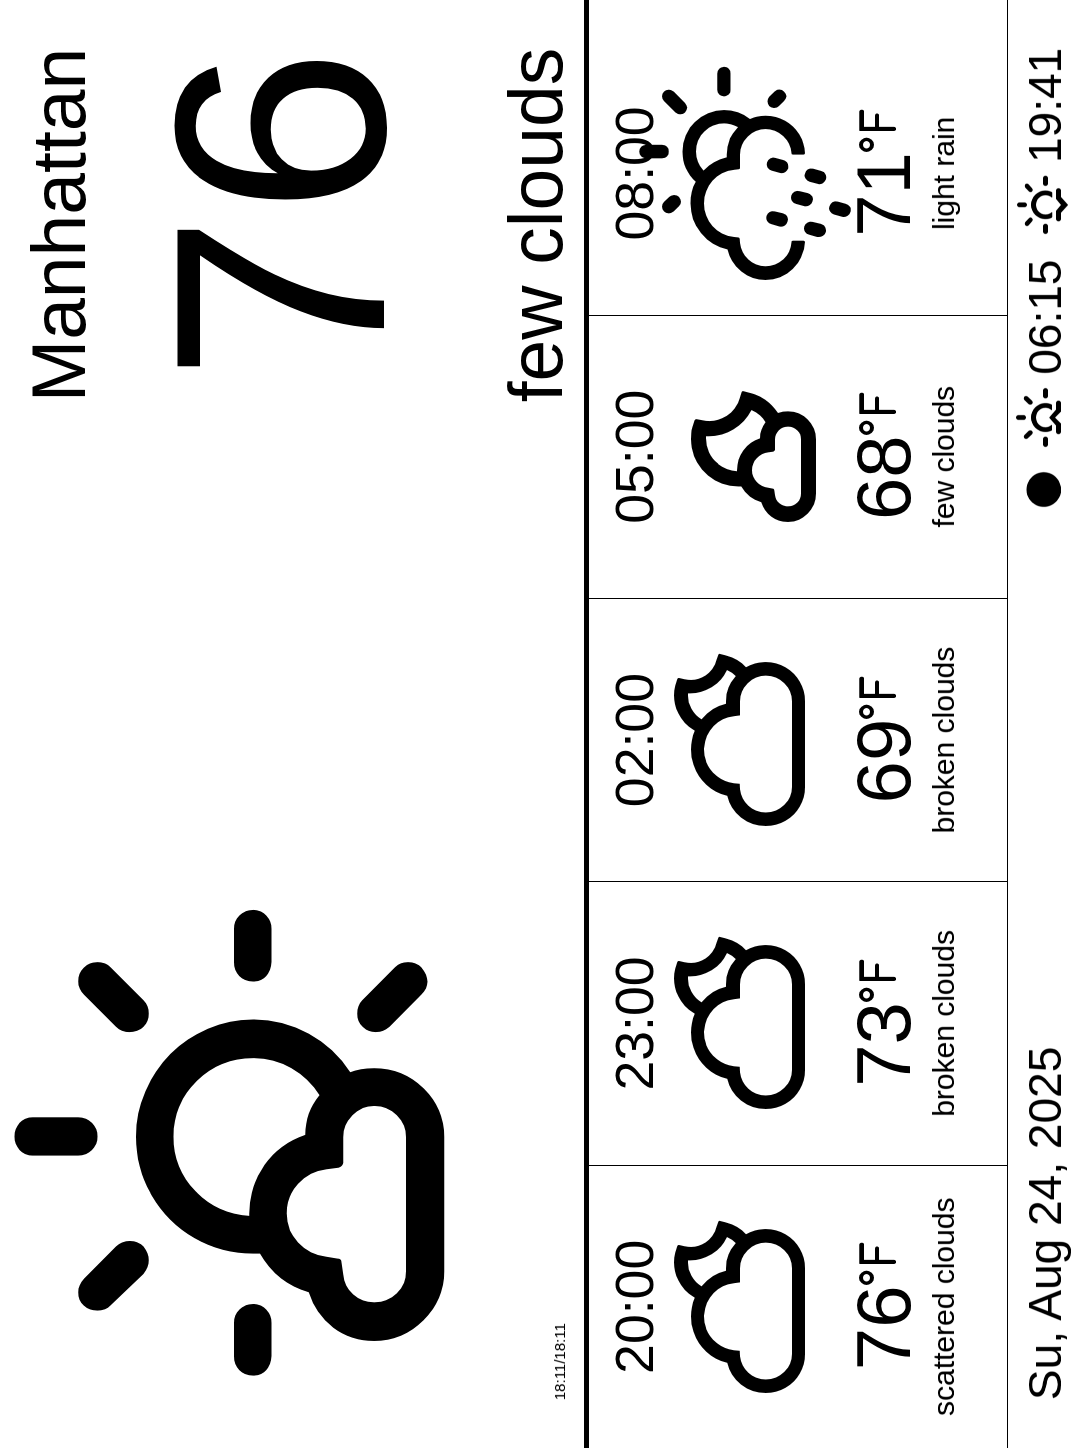 Manhattan
76
few clouds
18:11/18:11
20:00
76°F
scattered clouds
23:00
73°F
broken clouds
02:00
69°F
broken clouds
05:00
68°F
few clouds
08:00
71°F
light rain
Su, Aug 24, 2025
06:15 19:41